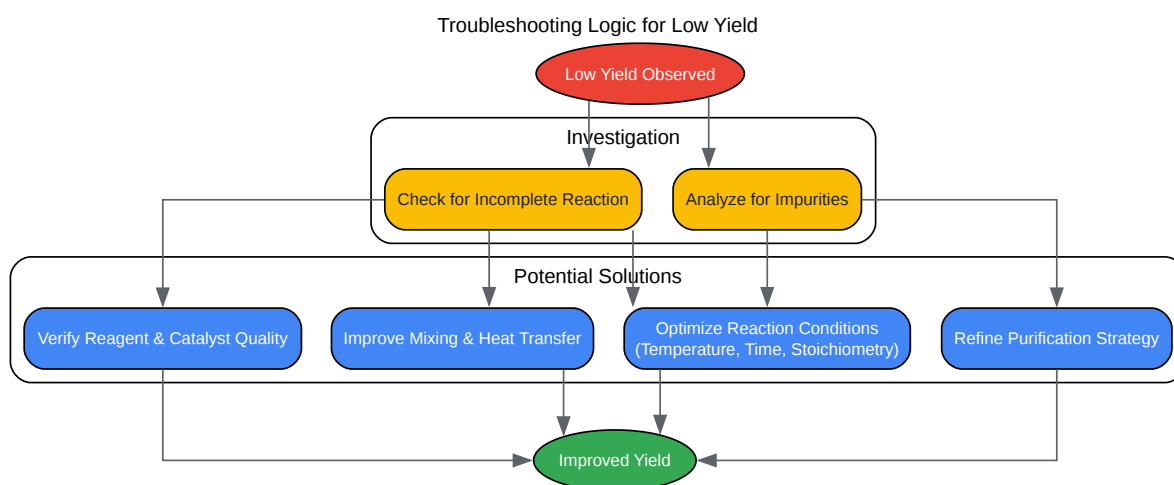 Troubleshooting Logic for Low Yield
Low Yield Observed
Investigation
Check for Incomplete Reaction
Analyze for Impurities
Potential Solutions
Verify Reagent & Catalyst Quality
Improve Mixing & Heat Transfer
Optimize Reaction Conditions
(Temperature, Time, Stoichiometry)
Refine Purification Strategy
Improved Yield